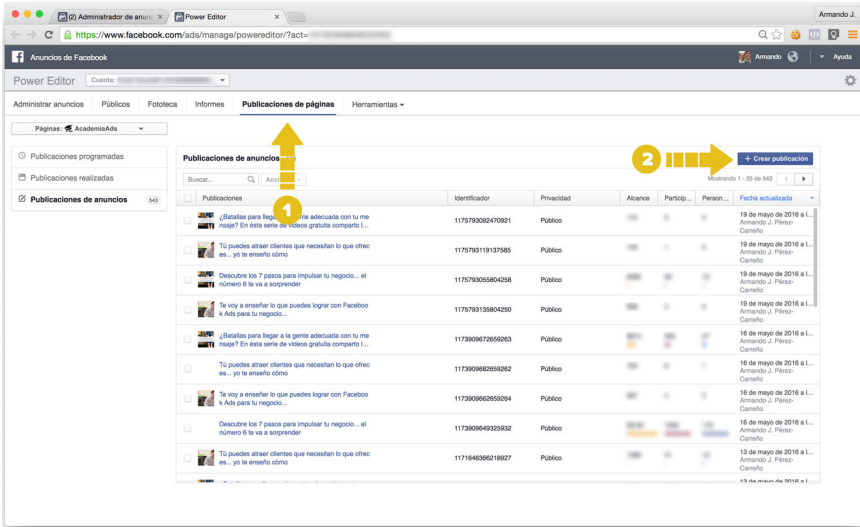 (2) Administrador de anunc
Power Editor
Armando J.
https://www.facebook.com/ads/manage/powereditor/?act=
Anuncios de Facebook
Armando
Ayuda
Power Editor
Cuenta:
Administrar anuncios
Públicos
Fototeca
Informes
Publicaciones de páginas
Herramientas
Páginas: AcademiaAds
Publicaciones programadas
Publicaciones realizadas
Publicaciones de anuncios 543
Publicaciones de anuncios
2
+ Crear publicación
Buscar...
Mostrando 1 - 25 de 543
1
Publicaciones
Identificador
Privacidad
Alcance
Particip...
Person...
Fecha actualizada
¿Batallas para llegar a la gente adecuada con tu me
nsaje? En ésta serie de videos gratuita comparto l...
1175793092470921
Público
19 de mayo de 2016 a l...
Armando J. Pérez-
Carreño
Tú puedes atraer clientes que necesitan lo que ofrec
es... yo te enseño cómo
1175793119137585
Público
19 de mayo de 2016 a l...
Armando J. Pérez-
Carreño
Descubre los 7 pasos para impulsar tu negocio... el
número 6 te va a sorprender
1175793055804258
Público
19 de mayo de 2016 a l...
Armando J. Pérez-
Carreño
Te voy a enseñar lo que puedes lograr con Faceboo
k Ads para tu negocio...
1175793135804250
Público
19 de mayo de 2016 a l...
Armando J. Pérez-
Carreño
¿Batallas para llegar a la gente adecuada con tu me
nsaje? En ésta serie de videos gratuita comparto l...
1173909672659263
Público
16 de mayo de 2016 a l...
Armando J. Pérez-
Carreño
Tú puedes atraer clientes que necesitan lo que ofrec
es... yo te enseño cómo
1173909682659262
Público
16 de mayo de 2016 a l...
Armando J. Pérez-
Carreño
Te voy a enseñar lo que puedes lograr con Faceboo
k Ads para tu negocio...
1173909662659264
Público
16 de mayo de 2016 a l...
Armando J. Pérez-
Carreño
Descubre los 7 pasos para impulsar tu negocio... el
número 6 te va a sorprender
1173909649325932
Público
16 de mayo de 2016 a l...
Armando J. Pérez-
Carreño
Tú puedes atraer clientes que necesitan lo que ofrec
es... yo te enseño cómo
1171646366218927
Público
13 de mayo de 2016 a l...
Armando J. Pérez-
Carreño
13 de mayo de 2016 a l...